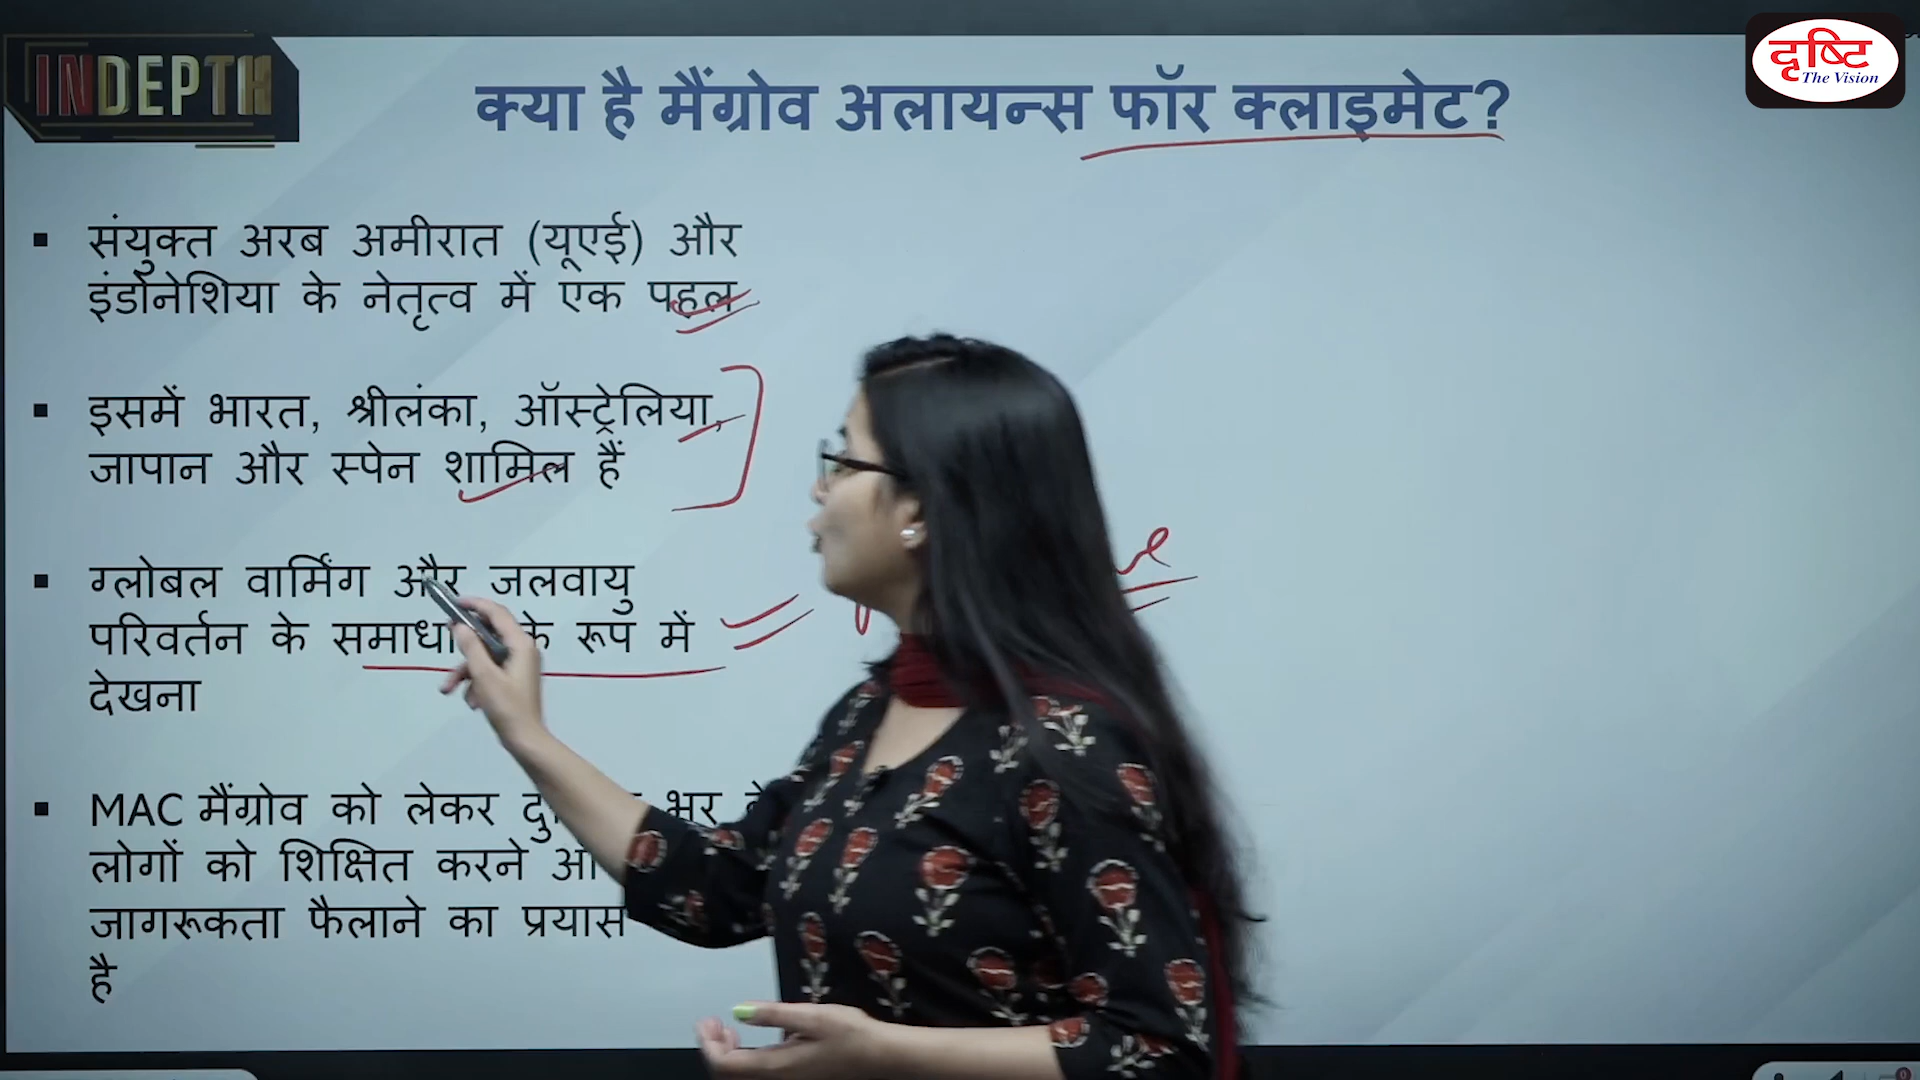 INDEPTH
दृष्टि
The Vision
क्या है मैंग्रोव अलायन्स फॉर क्लाइमेट?
▪ संयुक्त अरब अमीरात (यूएई) और
इंडोनेशिया के नेतृत्व में एक पहल
▪ इसमें भारत, श्रीलंका, ऑस्ट्रेलिया,
जापान और स्पेन शामिल हैं
▪ ग्लोबल वार्मिंग और जलवायु
परिवर्तन के के रूप में
देखना
▪ MAC मैंग्रोव को लेकर भर
लोगों को शिक्षित करने
जागरूकता फैलाने का प्रयास
है